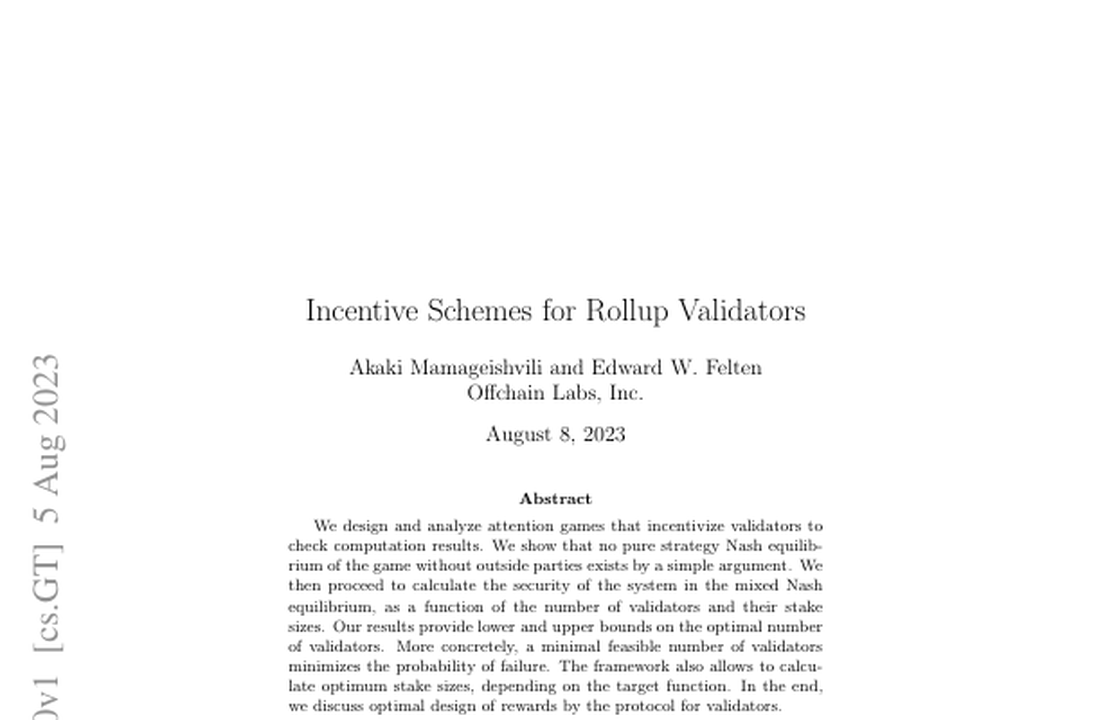 Incentive Schemes for Rollup Validators
Akaki Mamageishvili and Edward W. Felten
Offchain Labs, Inc.
August 8, 2023
Abstract
We design and analyze attention games that incentivize validators to
check computation results. We show that no pure strategy Nash equilib-
rium of the game without outside parties exists by a simple argument. We
then proceed to calculate the security of the system in the mixed Nash
equilibrium, as a function of the number of validators and their stake
sizes. Our results provide lower and upper bounds on the optimal number
of validators. More concretely, a minimal feasible number of validators
minimizes the probability of failure. The framework also allows to calcu-
late optimum stake sizes, depending on the target function. In the end,
we discuss optimal design of rewards by the protocol for validators.
0v1 [cs.GT] 5 Aug 2023